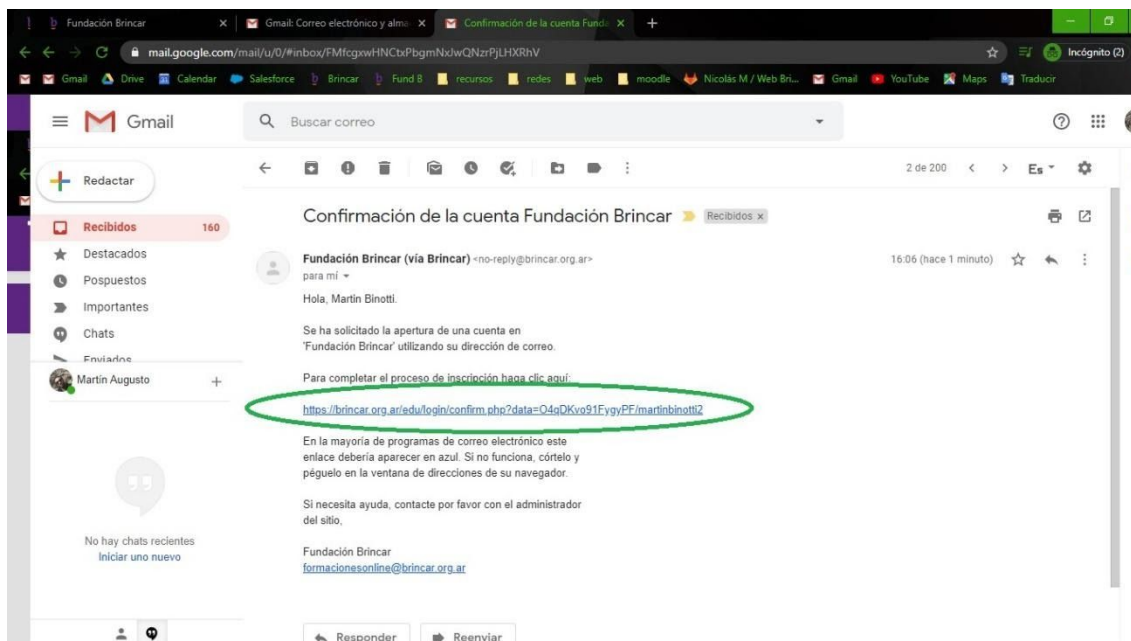 Fundación Brincar
Gmail: Correo electrónico y alma
Confirmación de la cuenta Funda
mail.google.com/mail/u/0/#inbox/FMfcgxwHNCtxPbgmNxJwQNzrPjLHXRhV
Incógnito (2)
Gmail Drive Calendar Salesforce Brincar Fund B recursos redes web moodle Nicolás M / Web Bri... Gmail YouTube Maps Traducir
Gmail
Buscar correo
Redactar
2 de 200
Es
Confirmación de la cuenta Fundación Brincar
Recibidos x
Recibidos 160
Destacados
Pospuestos
Importantes
Chats
Enviados
Martín Augusto
No hay chats recientes
Iniciar uno nuevo
Fundación Brincar (vía Brincar) <no-reply@brincar.org.ar>
16:06 (hace 1 minuto)
para mí
Hola, Martin Binotti.
Se ha solicitado la apertura de una cuenta en
'Fundación Brincar' utilizando su dirección de correo.
Para completar el proceso de inscripción haga clic aquí:
https://brincar.org.ar/edu/login/confirm.php?data=O4qDKvo91FygyPF/martinbinotti2
En la mayoría de programas de correo electrónico este
enlace debería aparecer en azul. Si no funciona, córtelo y
péguelo en la ventana de direcciones de su navegador.
Si necesita ayuda, contacte por favor con el administrador
del sitio,
Fundación Brincar
formacionesonline@brincar.org.ar
Responder
Reenviar